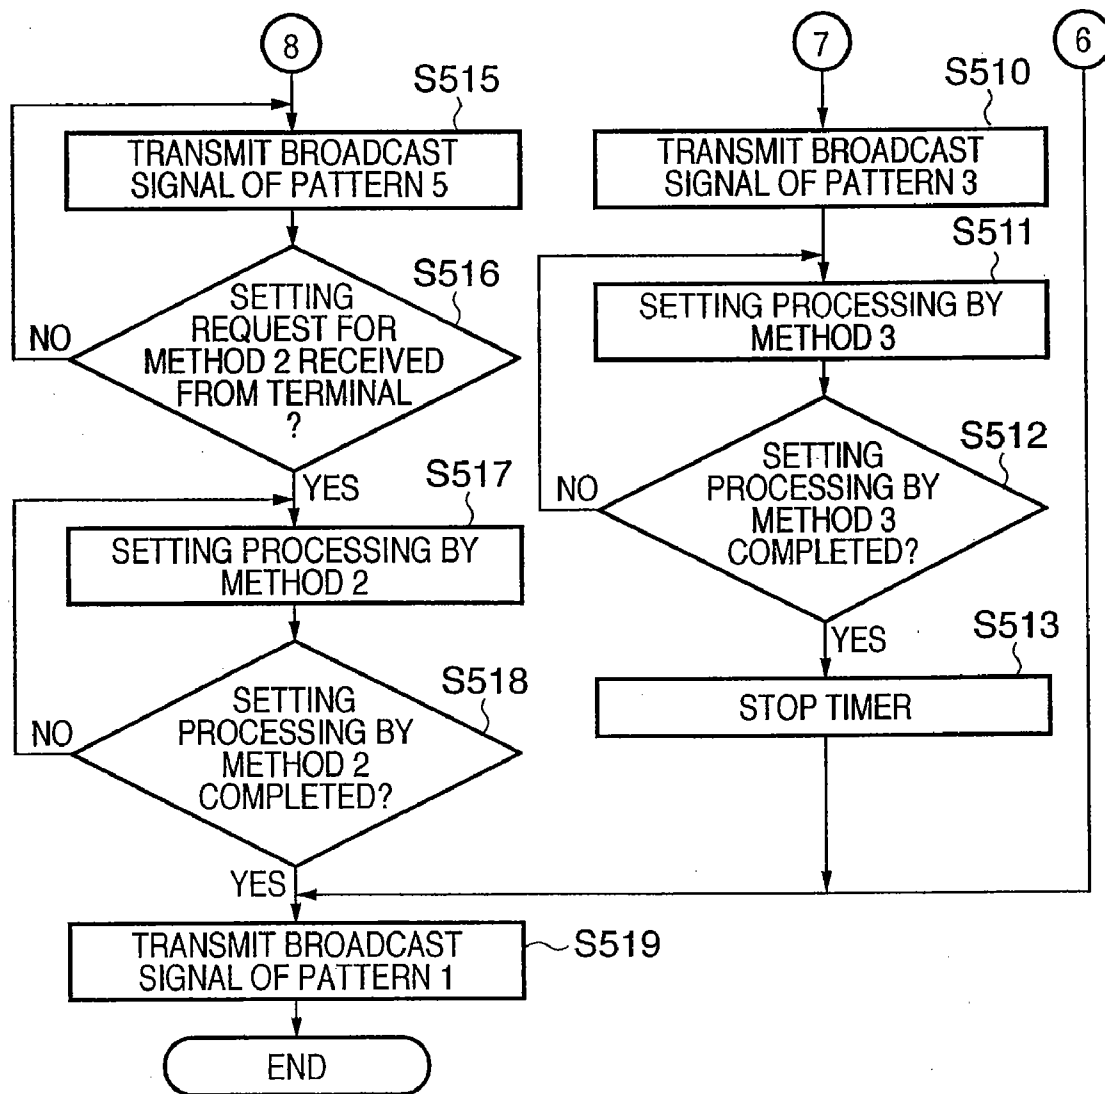 8
S515
TRANSMIT BROADCAST
SIGNAL OF PATTERN 5
S516
SETTING
REQUEST FOR
METHOD 2 RECEIVED
FROM TERMINAL
?
NO
YES
S517
SETTING PROCESSING BY
METHOD 2
S518
SETTING
PROCESSING BY
METHOD 2
COMPLETED?
NO
YES
7
S510
TRANSMIT BROADCAST
SIGNAL OF PATTERN 3
S511
SETTING PROCESSING BY
METHOD 3
S512
SETTING
PROCESSING BY
METHOD 3
COMPLETED?
NO
YES
S513
STOP TIMER
6
TRANSMIT BROADCAST
SIGNAL OF PATTERN 1
S519
END